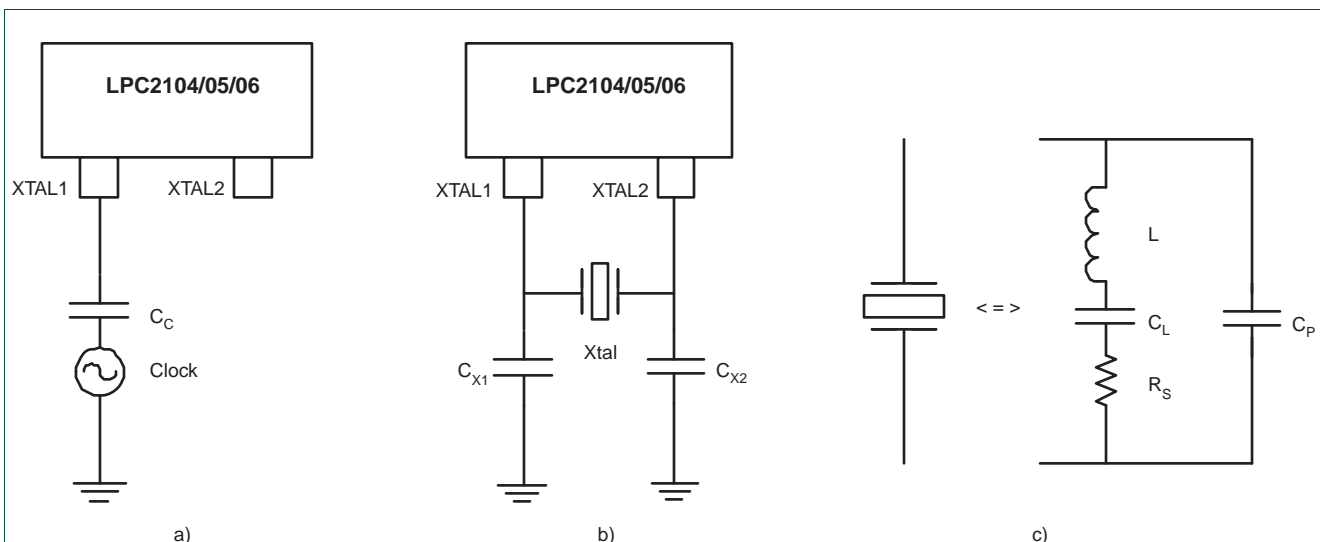 LPC2104/05/06
XTAL1
XTAL2
C_C
Clock
a)
LPC2104/05/06
XTAL1
XTAL2
Xtal
C_X1
C_X2
b)
< = >
L
C_L
R_S
C_P
c)